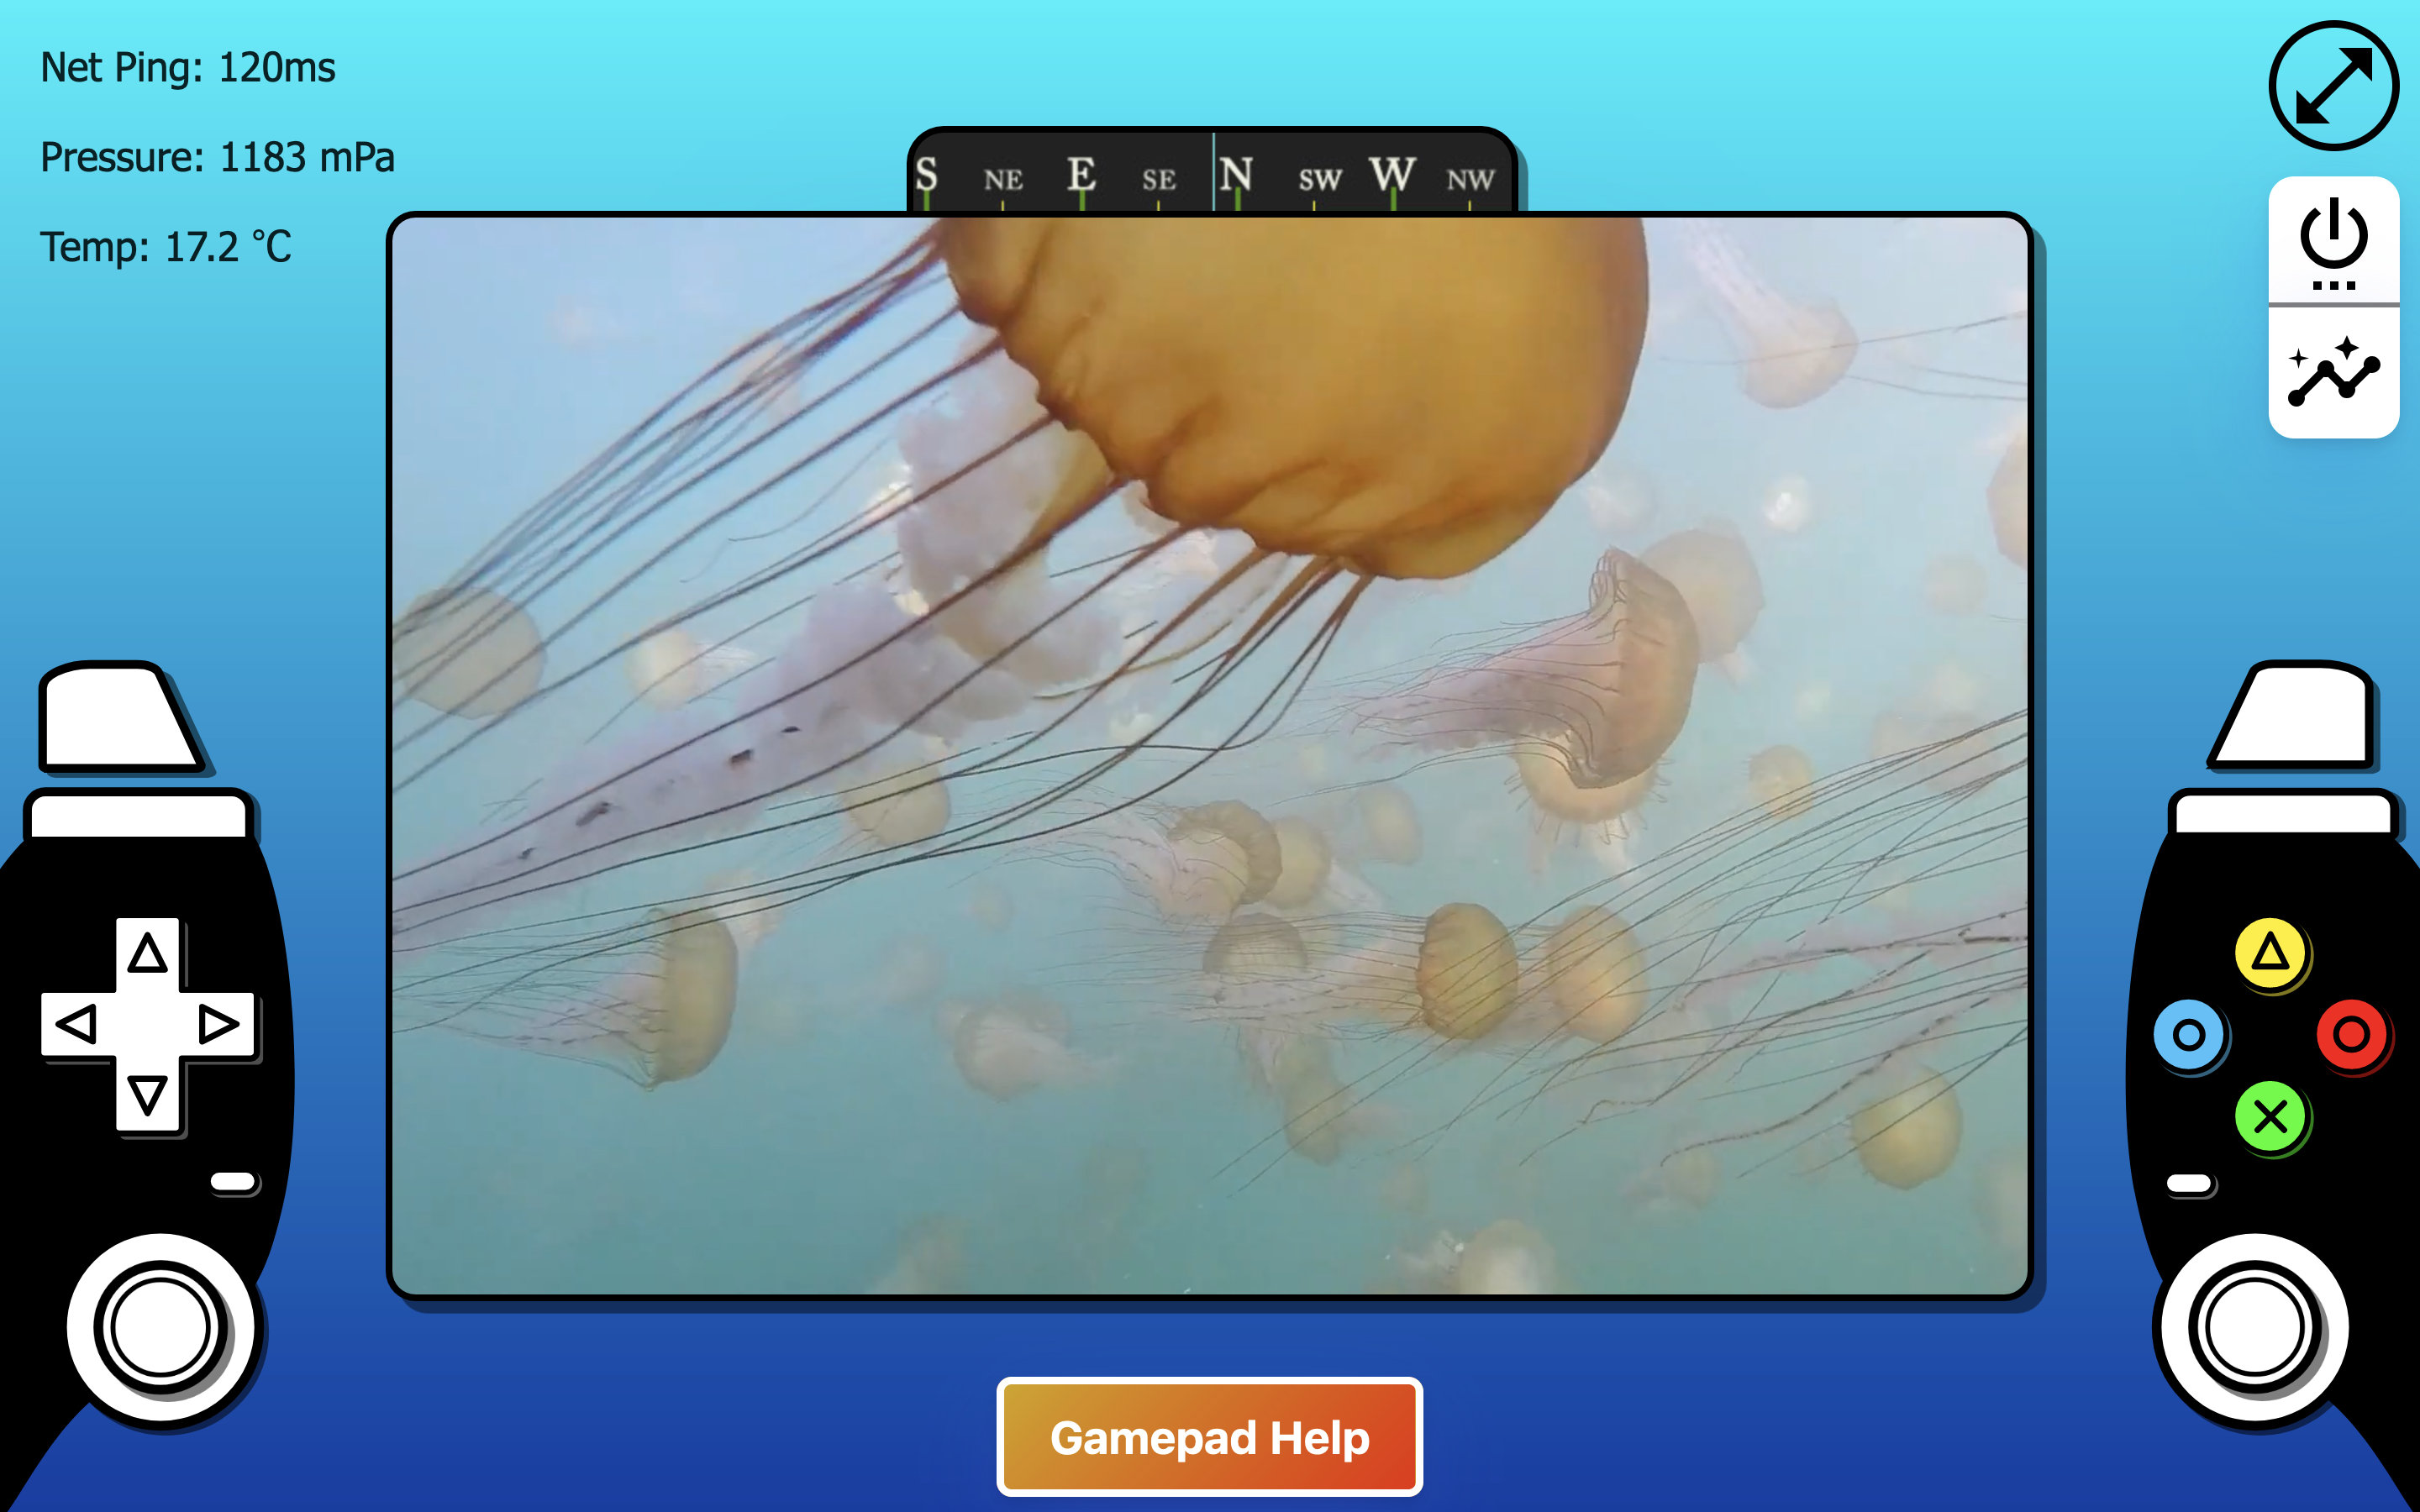 Net Ping: 120ms
Pressure: 1183 mPa
Temp: 17.2 °C
S NE E SE N SW W NW
Gamepad Help